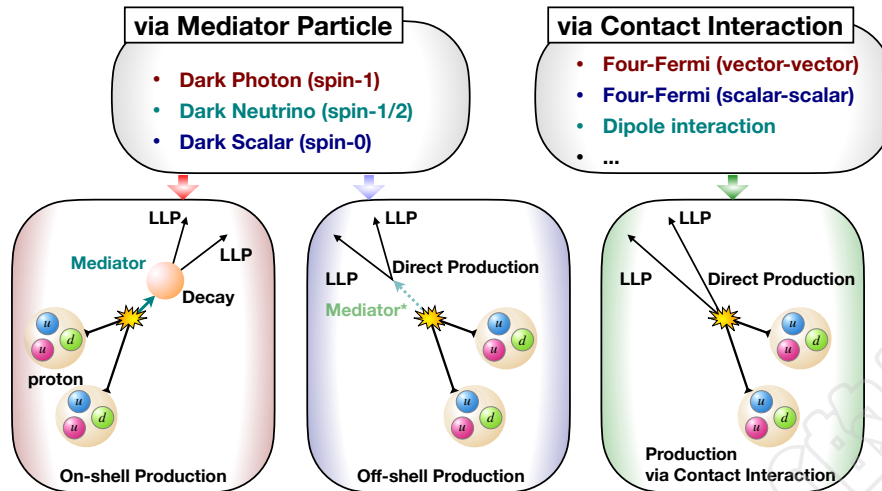 via Mediator Particle
• Dark Photon (spin-1)
• Dark Neutrino (spin-1/2)
• Dark Scalar (spin-0)
via Contact Interaction
• Four-Fermi (vector-vector)
• Four-Fermi (scalar-scalar)
• Dipole interaction
• ...
LLP
LLP
Mediator
Decay
u
d
u
proton
u
d
u
On-shell Production
LLP
LLP
Direct Production
Mediator*
u
d
u
u
d
u
Off-shell Production
LLP
LLP
Direct Production
u
d
u
u
d
u
Production
via Contact Interaction